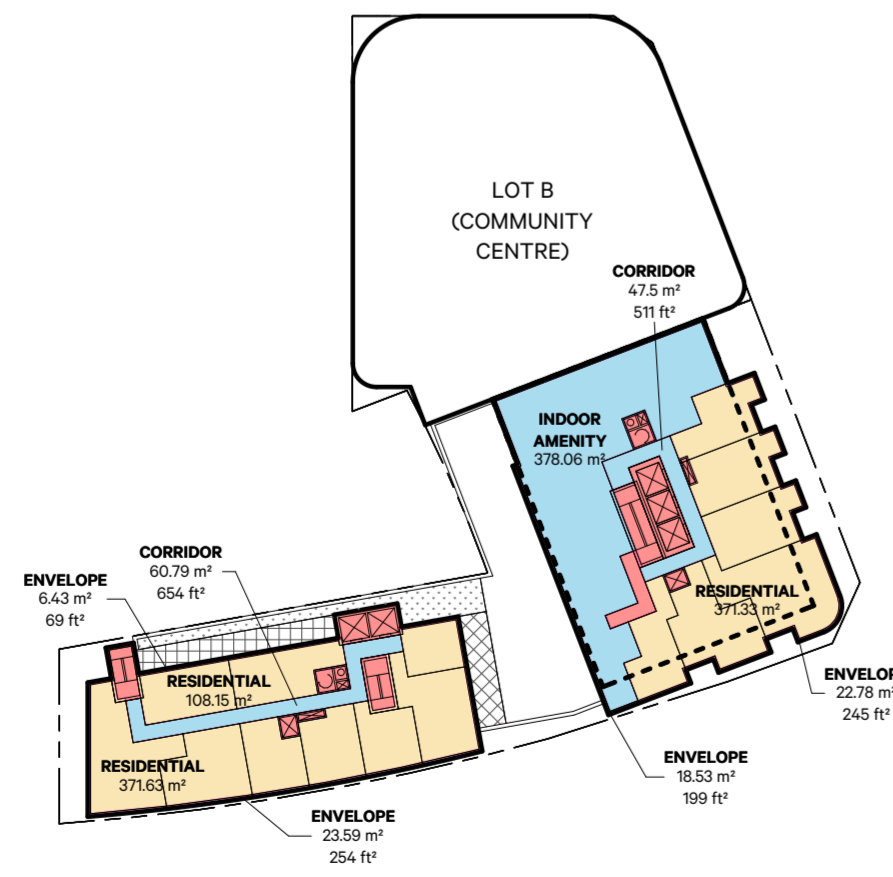 LOT B
(COMMUNITY
CENTRE)
CORRIDOR
47.5 m²
511 ft²
INDOOR
AMENITY
378.06 m²
CORRIDOR
60.79 m²
654 ft²
ENVELOPE
6.43 m²
69 ft²
RESIDENTIAL
371.33 m²
RESIDENTIAL
108.15 m²
ENVELOP
22.78 m²
245 ft²
RESIDENTIAL
371.63 m²
ENVELOPE
18.53 m²
199 ft²
ENVELOPE
23.59 m²
254 ft²